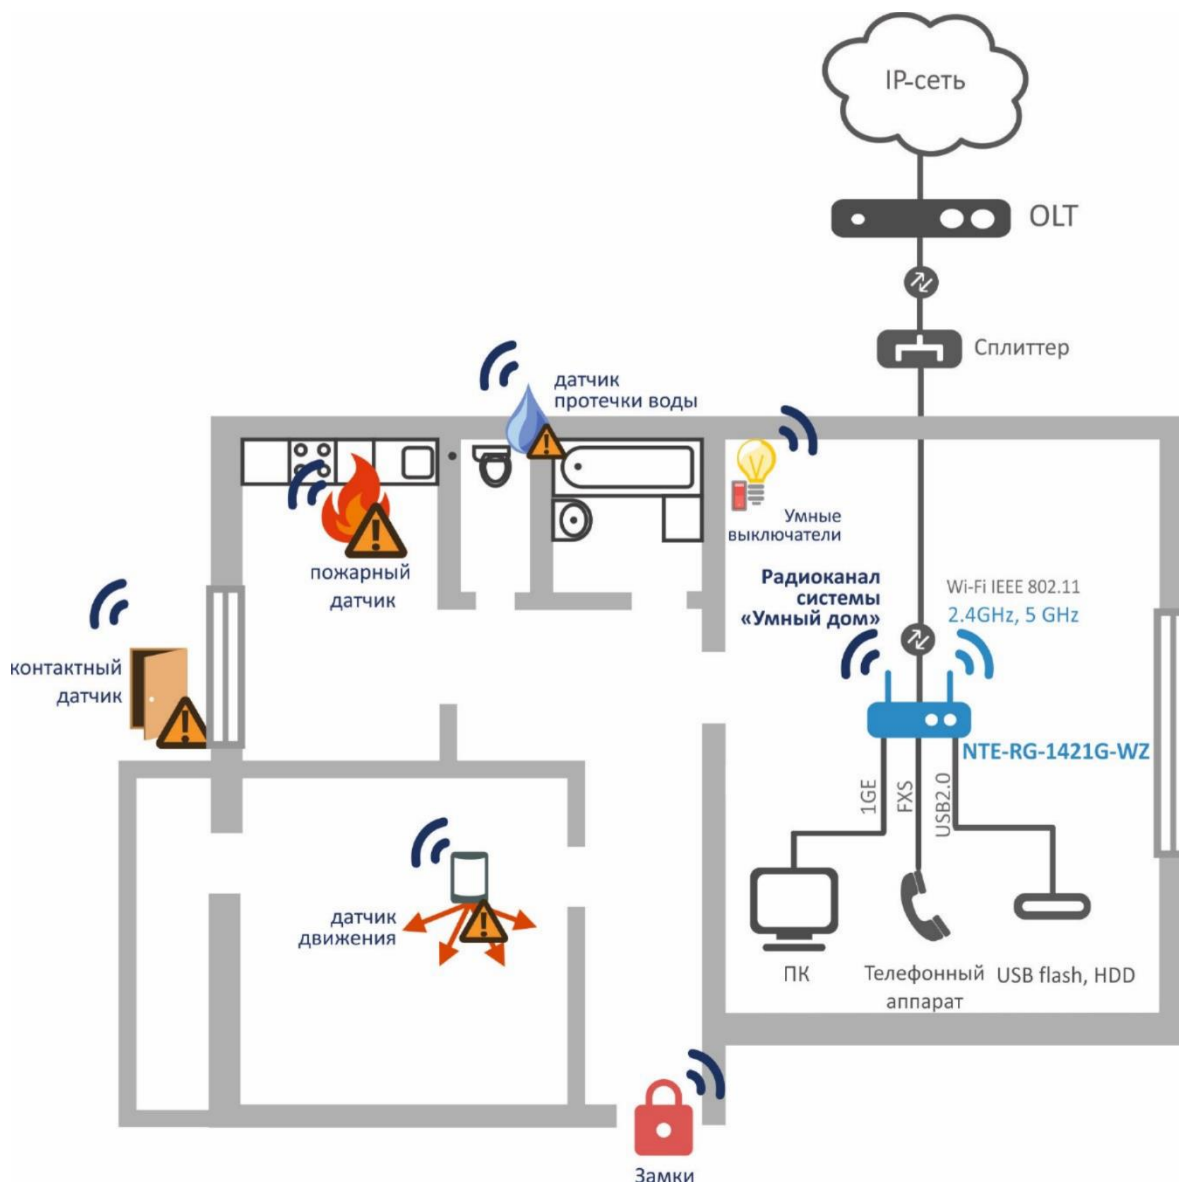 IP-сеть
OLT
Сплиттер
датчик
протечки воды
Умные
выключатели
пожарный
датчик
Радиоканал
системы
«Умный дом»
Wi-Fi IEEE 802.11
2.4GHz, 5 GHz
контактный
датчик
NTE-RG-1421G-WZ
1GE
FXS
USB2.0
датчик
движения
ПК
Телефонный
аппарат
USB flash, HDD
Замки